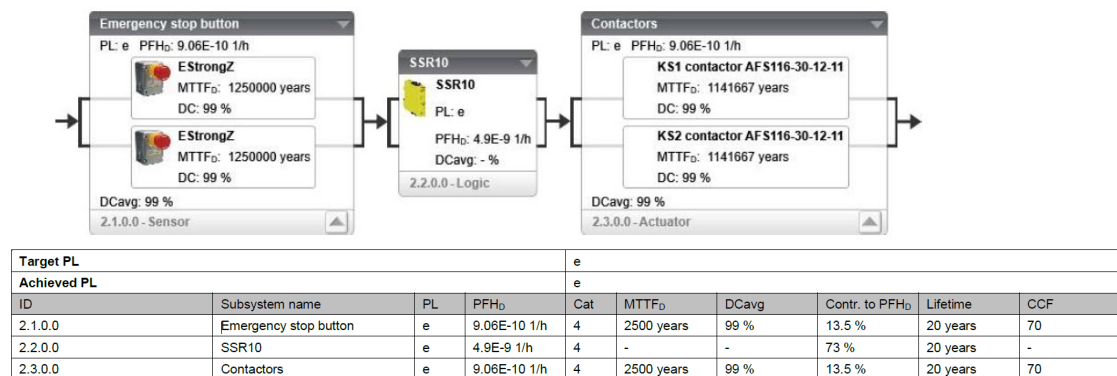 Emergency stop button
PL: e PFHD: 9.06E-10 1/h
EStrongZ
MTTFD: 1250000 years
DC: 99 %
EStrongZ
MTTFD: 1250000 years
DC: 99 %
DCavg: 99 %
2.1.0.0 - Sensor
SSR10
SSR10
PL: e
PFHD: 4.9E-9 1/h
DCavg: - %
2.2.0.0 - Logic
Contactors
PL: e PFHD: 9.06E-10 1/h
KS1 contactor AFS116-30-12-11
MTTFD: 1141667 years
DC: 99 %
KS2 contactor AFS116-30-12-11
MTTFD: 1141667 years
DC: 99 %
DCavg: 99 %
2.3.0.0 - Actuator
Target PL e
Achieved PL e
ID Subsystem name PL PFHD Cat MTTFD DCavg Contr. to PFHD Lifetime CCF
2.1.0.0 Emergency stop button e 9.06E-10 1/h 4 2500 years 99 % 13.5 % 20 years 70
2.2.0.0 SSR10 e 4.9E-9 1/h 4 - - 73 % 20 years -
2.3.0.0 Contactors e 9.06E-10 1/h 4 2500 years 99 % 13.5 % 20 years 70